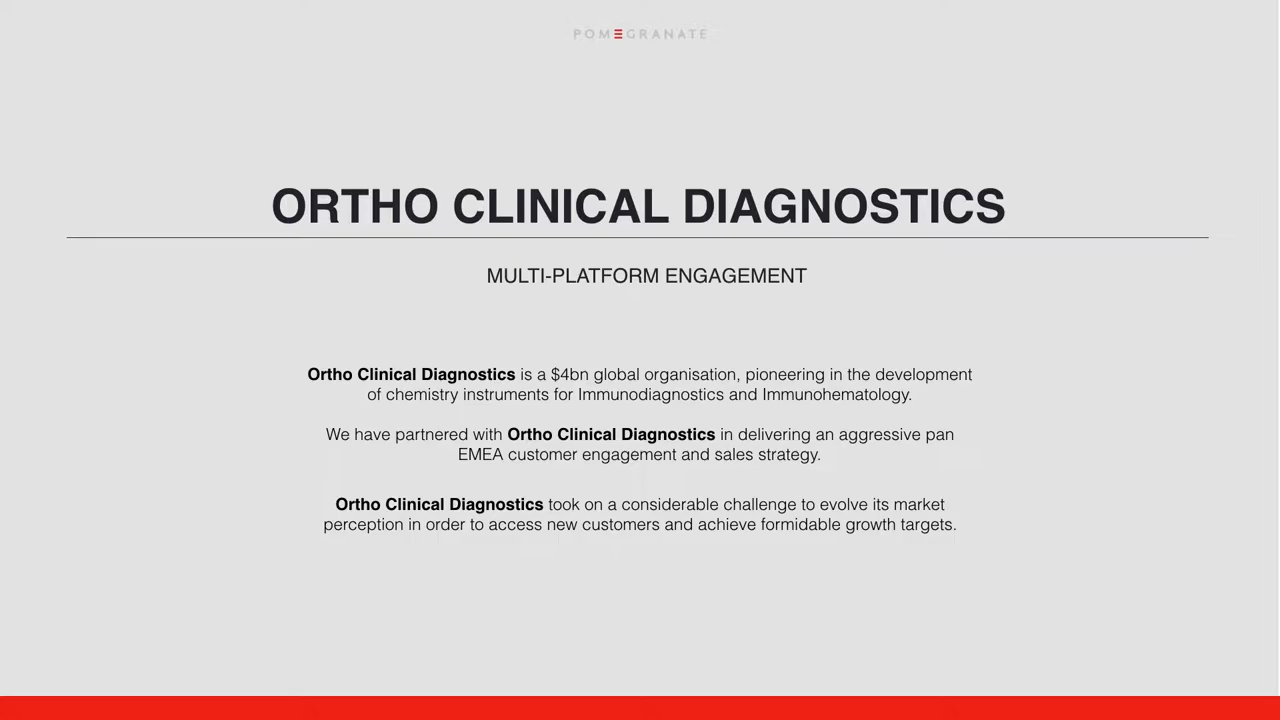 POMEGRANATE
ORTHO CLINICAL DIAGNOSTICS
MULTI-PLATFORM ENGAGEMENT
Ortho Clinical Diagnostics is a $4bn global organisation, pioneering in the development
of chemistry instruments for Immunodiagnostics and Immunohematology.
We have partnered with Ortho Clinical Diagnostics in delivering an aggressive pan
EMEA customer engagement and sales strategy.
Ortho Clinical Diagnostics took on a considerable challenge to evolve its market
perception in order to access new customers and achieve formidable growth targets.